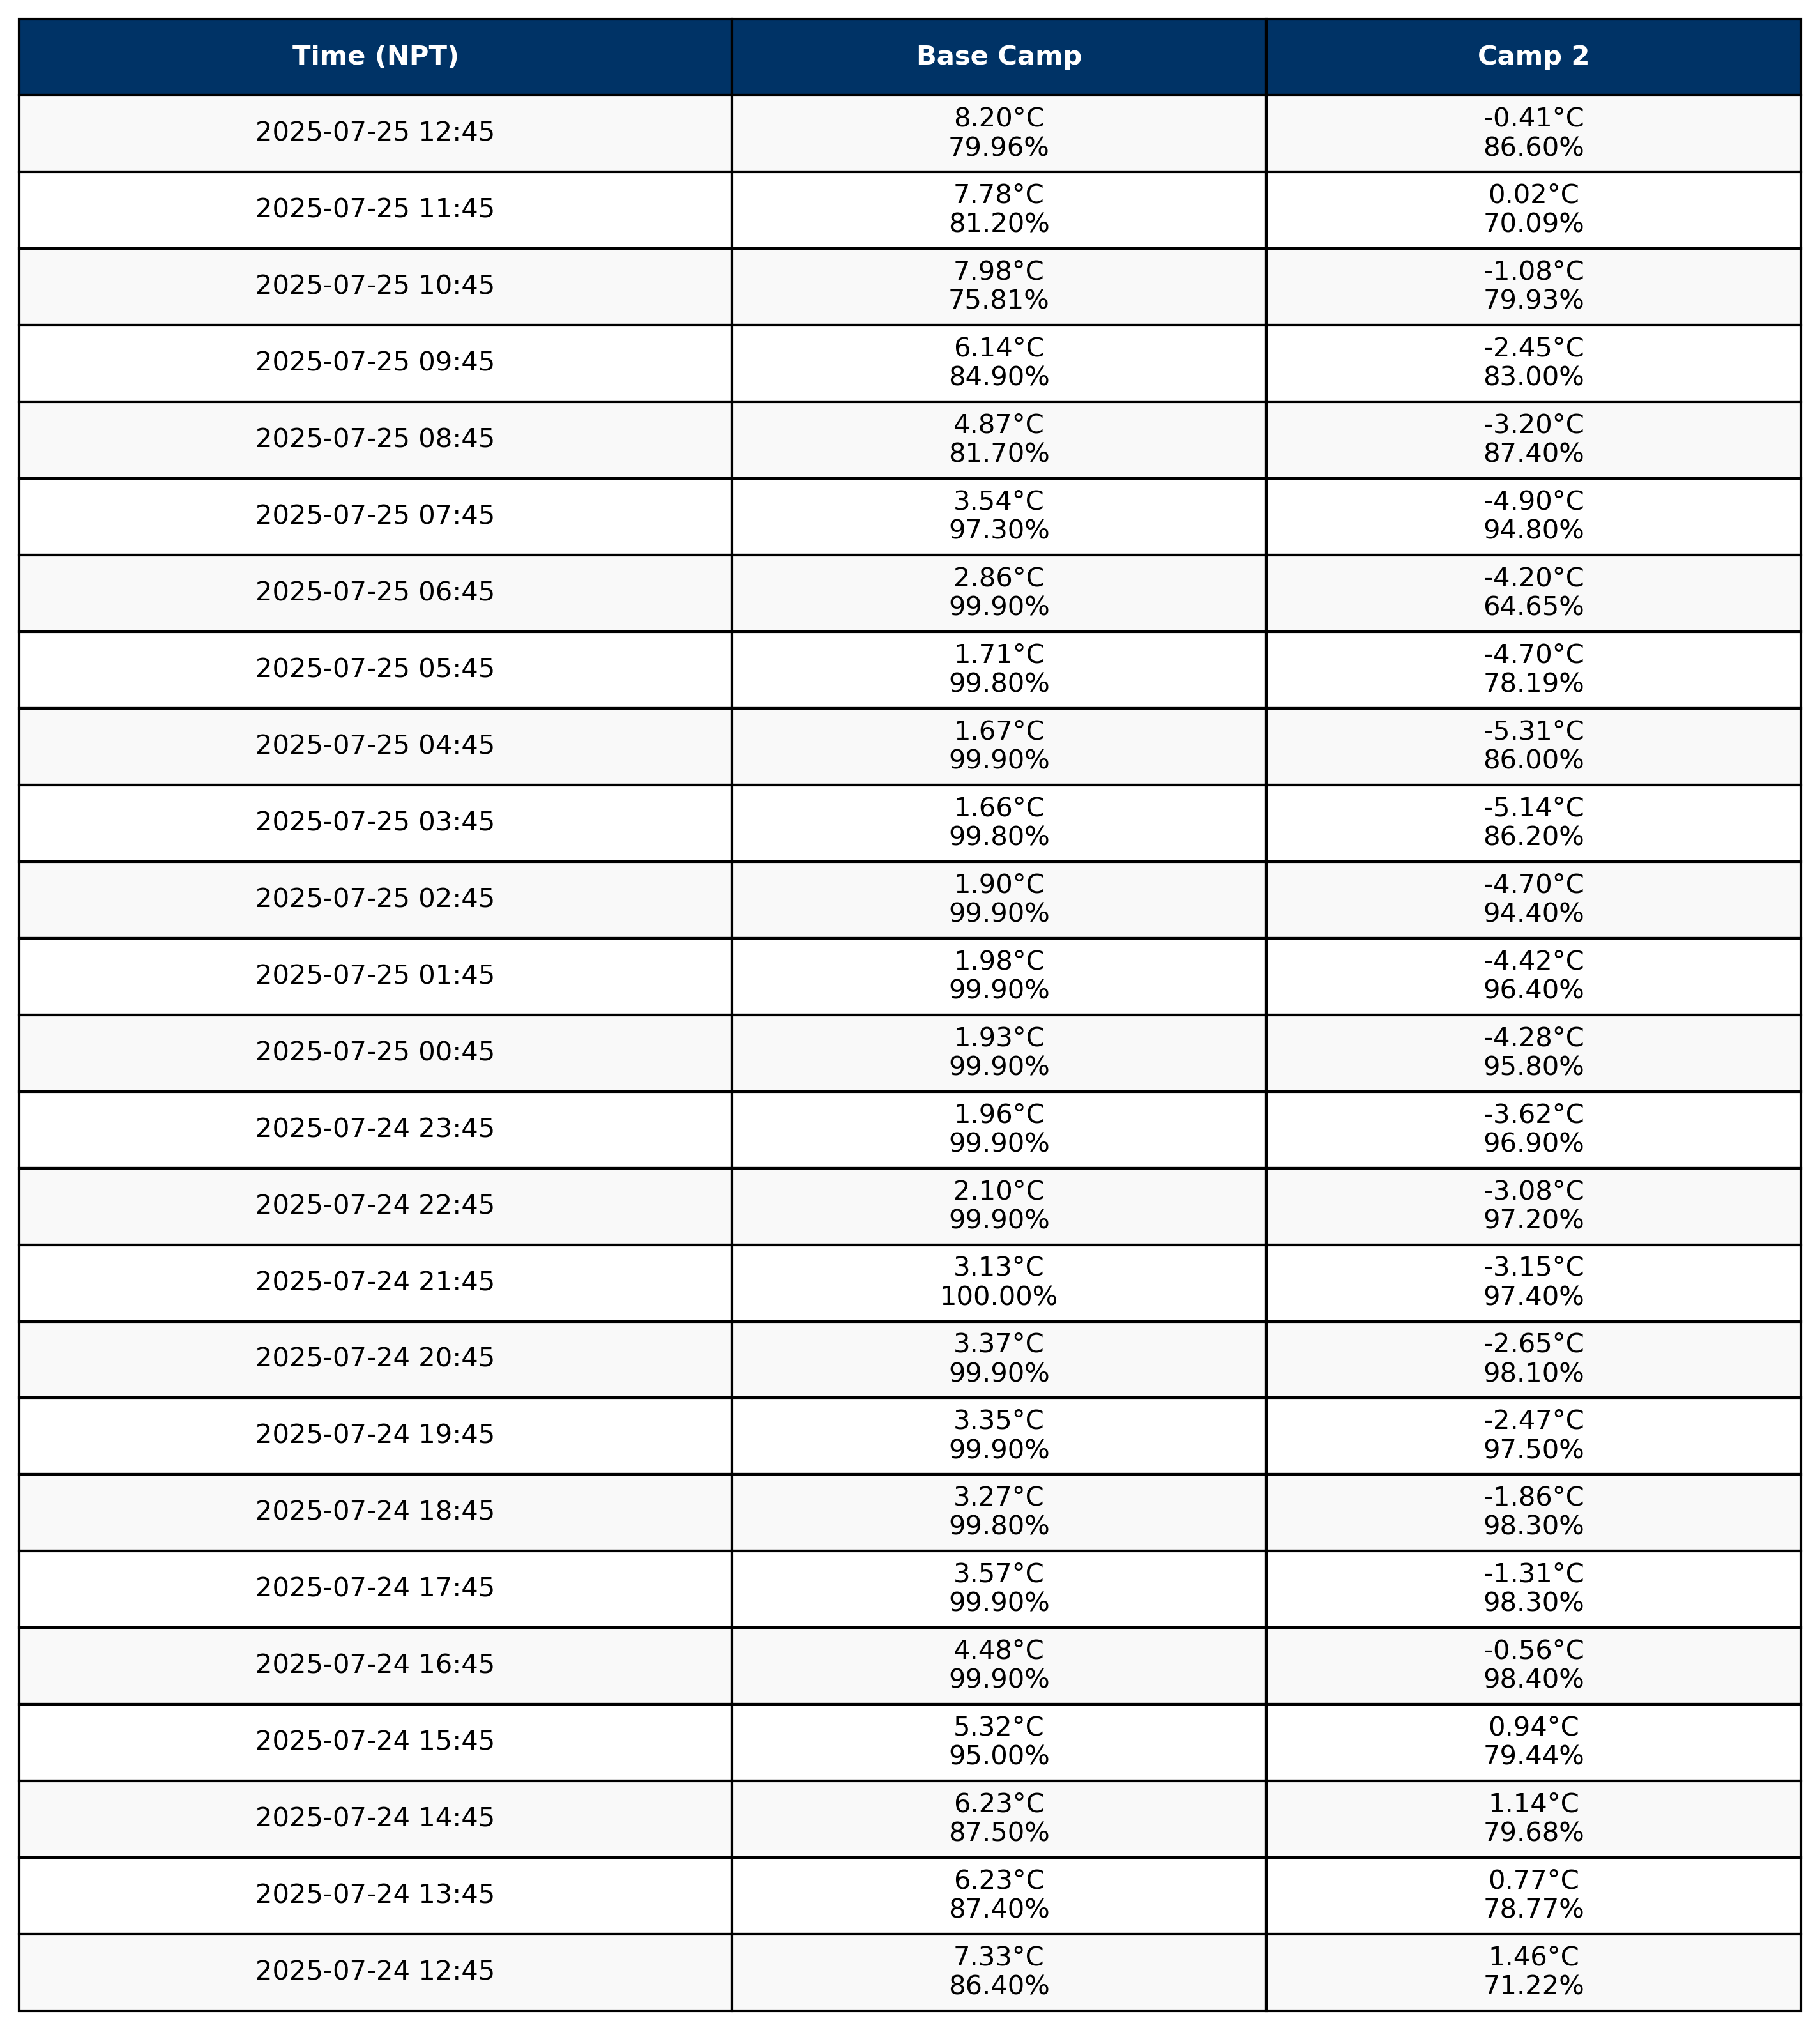 Time (NPT) Base Camp Camp 2
2025-07-25 12:45 8.20°C -0.41°C
79.96% 86.60%
2025-07-25 11:45 7.78°C 0.02°C
81.20% 70.09%
2025-07-25 10:45 7.98°C -1.08°C
75.81% 79.93%
2025-07-25 09:45 6.14°C -2.45°C
84.90% 83.00%
2025-07-25 08:45 4.87°C -3.20°C
81.70% 87.40%
2025-07-25 07:45 3.54°C -4.90°C
97.30% 94.80%
2025-07-25 06:45 2.86°C -4.20°C
99.90% 64.65%
2025-07-25 05:45 1.71°C -4.70°C
99.80% 78.19%
2025-07-25 04:45 1.67°C -5.31°C
99.90% 86.00%
2025-07-25 03:45 1.66°C -5.14°C
99.80% 86.20%
2025-07-25 02:45 1.90°C -4.70°C
99.90% 94.40%
2025-07-25 01:45 1.98°C -4.42°C
99.90% 96.40%
2025-07-25 00:45 1.93°C -4.28°C
99.90% 95.80%
2025-07-24 23:45 1.96°C -3.62°C
99.90% 96.90%
2025-07-24 22:45 2.10°C -3.08°C
99.90% 97.20%
2025-07-24 21:45 3.13°C -3.15°C
100.00% 97.40%
2025-07-24 20:45 3.37°C -2.65°C
99.90% 98.10%
2025-07-24 19:45 3.35°C -2.47°C
99.90% 97.50%
2025-07-24 18:45 3.27°C -1.86°C
99.80% 98.30%
2025-07-24 17:45 3.57°C -1.31°C
99.90% 98.30%
2025-07-24 16:45 4.48°C -0.56°C
99.90% 98.40%
2025-07-24 15:45 5.32°C 0.94°C
95.00% 79.44%
2025-07-24 14:45 6.23°C 1.14°C
87.50% 79.68%
2025-07-24 13:45 6.23°C 0.77°C
87.40% 78.77%
2025-07-24 12:45 7.33°C 1.46°C
86.40% 71.22%